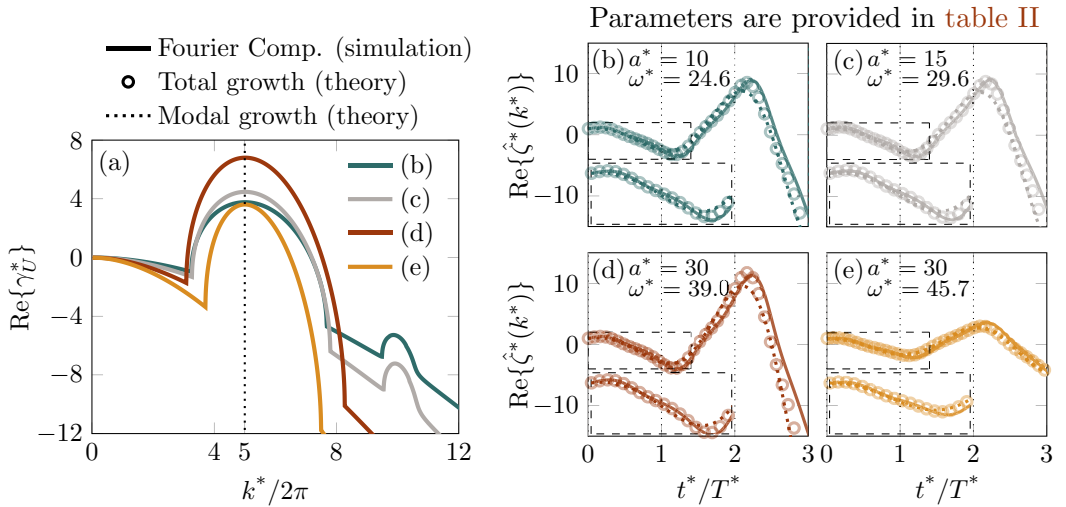 Parameters are provided in table II
Fourier Comp. (simulation)
Total growth (theory)
Modal growth (theory)
(a)
Re{γ*_U}
8
4
0
−4
−8
−12
0
4
5
8
12
k*/2π
(b)
(c)
(d)
(e)
(b)
a* = 10
ω* = 24.6
Re{ζ̂*(k*)}
10
0
−10
(c)
a* = 15
ω* = 29.6
(d)
a* = 30
ω* = 39.0
Re{ζ̂*(k*)}
10
0
−10
0
1
2
3
t*/T*
(e)
a* = 30
ω* = 45.7
0
1
2
3
t*/T*